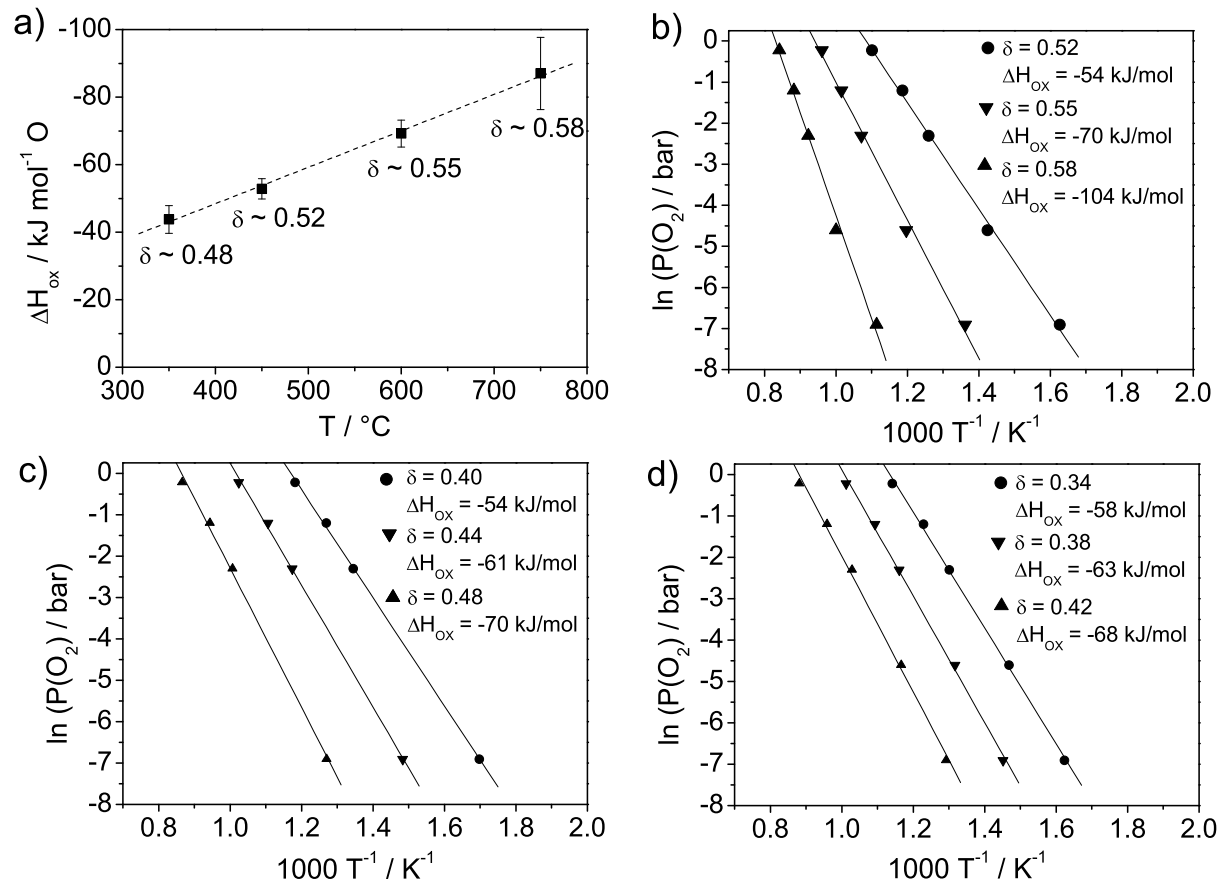 a)
-100
-80
-60
-40
-20
0
ΔH_ox / kJ mol⁻¹ O
δ ~ 0.48
δ ~ 0.52
δ ~ 0.55
δ ~ 0.58
300 400 500 600 700 800
T / °C
b)
0
-1
-2
-3
-4
-5
-6
-7
-8
ln (P(O₂) / bar)
δ = 0.52
ΔH_OX = -54 kJ/mol
δ = 0.55
ΔH_OX = -70 kJ/mol
δ = 0.58
ΔH_OX = -104 kJ/mol
0.8 1.0 1.2 1.4 1.6 1.8 2.0
1000 T⁻¹ / K⁻¹
c)
0
-1
-2
-3
-4
-5
-6
-7
-8
ln (P(O₂) / bar)
δ = 0.40
ΔH_OX = -54 kJ/mol
δ = 0.44
ΔH_OX = -61 kJ/mol
δ = 0.48
ΔH_OX = -70 kJ/mol
0.8 1.0 1.2 1.4 1.6 1.8 2.0
1000 T⁻¹ / K⁻¹
d)
0
-1
-2
-3
-4
-5
-6
-7
-8
ln (P(O₂) / bar)
δ = 0.34
ΔH_OX = -58 kJ/mol
δ = 0.38
ΔH_OX = -63 kJ/mol
δ = 0.42
ΔH_OX = -68 kJ/mol
0.8 1.0 1.2 1.4 1.6 1.8 2.0
1000 T⁻¹ / K⁻¹